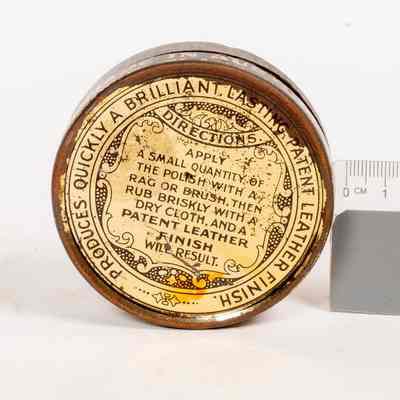 PRODUCES·QUICKLY A BRILLIANT, LASTING PATENT LEATHER FINISH.
DIRECTIONS
APPLY
A SMALL QUANTITY OF
THE POLISH WITH A
RAG OR BRUSH, THEN
RUB BRISKLY WITH A
DRY CLOTH, AND A
PATENT LEATHER
FINISH
WILL RESULT.
0 CM 1